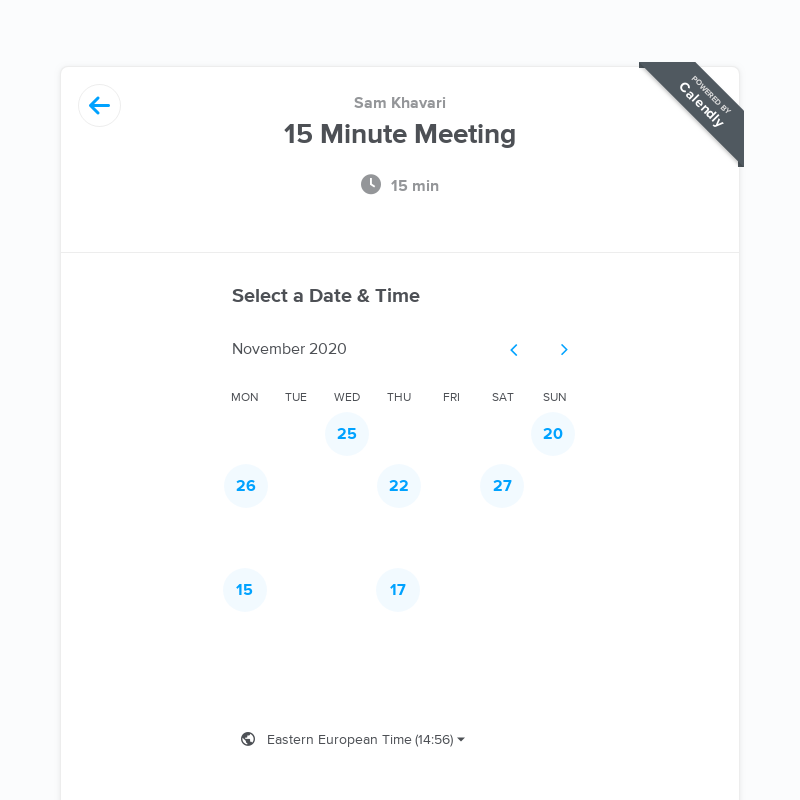 Sam Khavari
15 Minute Meeting
15 min
POWERED BY
Calendly
Select a Date & Time
November 2020
MON TUE WED THU FRI SAT SUN
25 20
26 22 27
15 17
Eastern European Time (14:56)